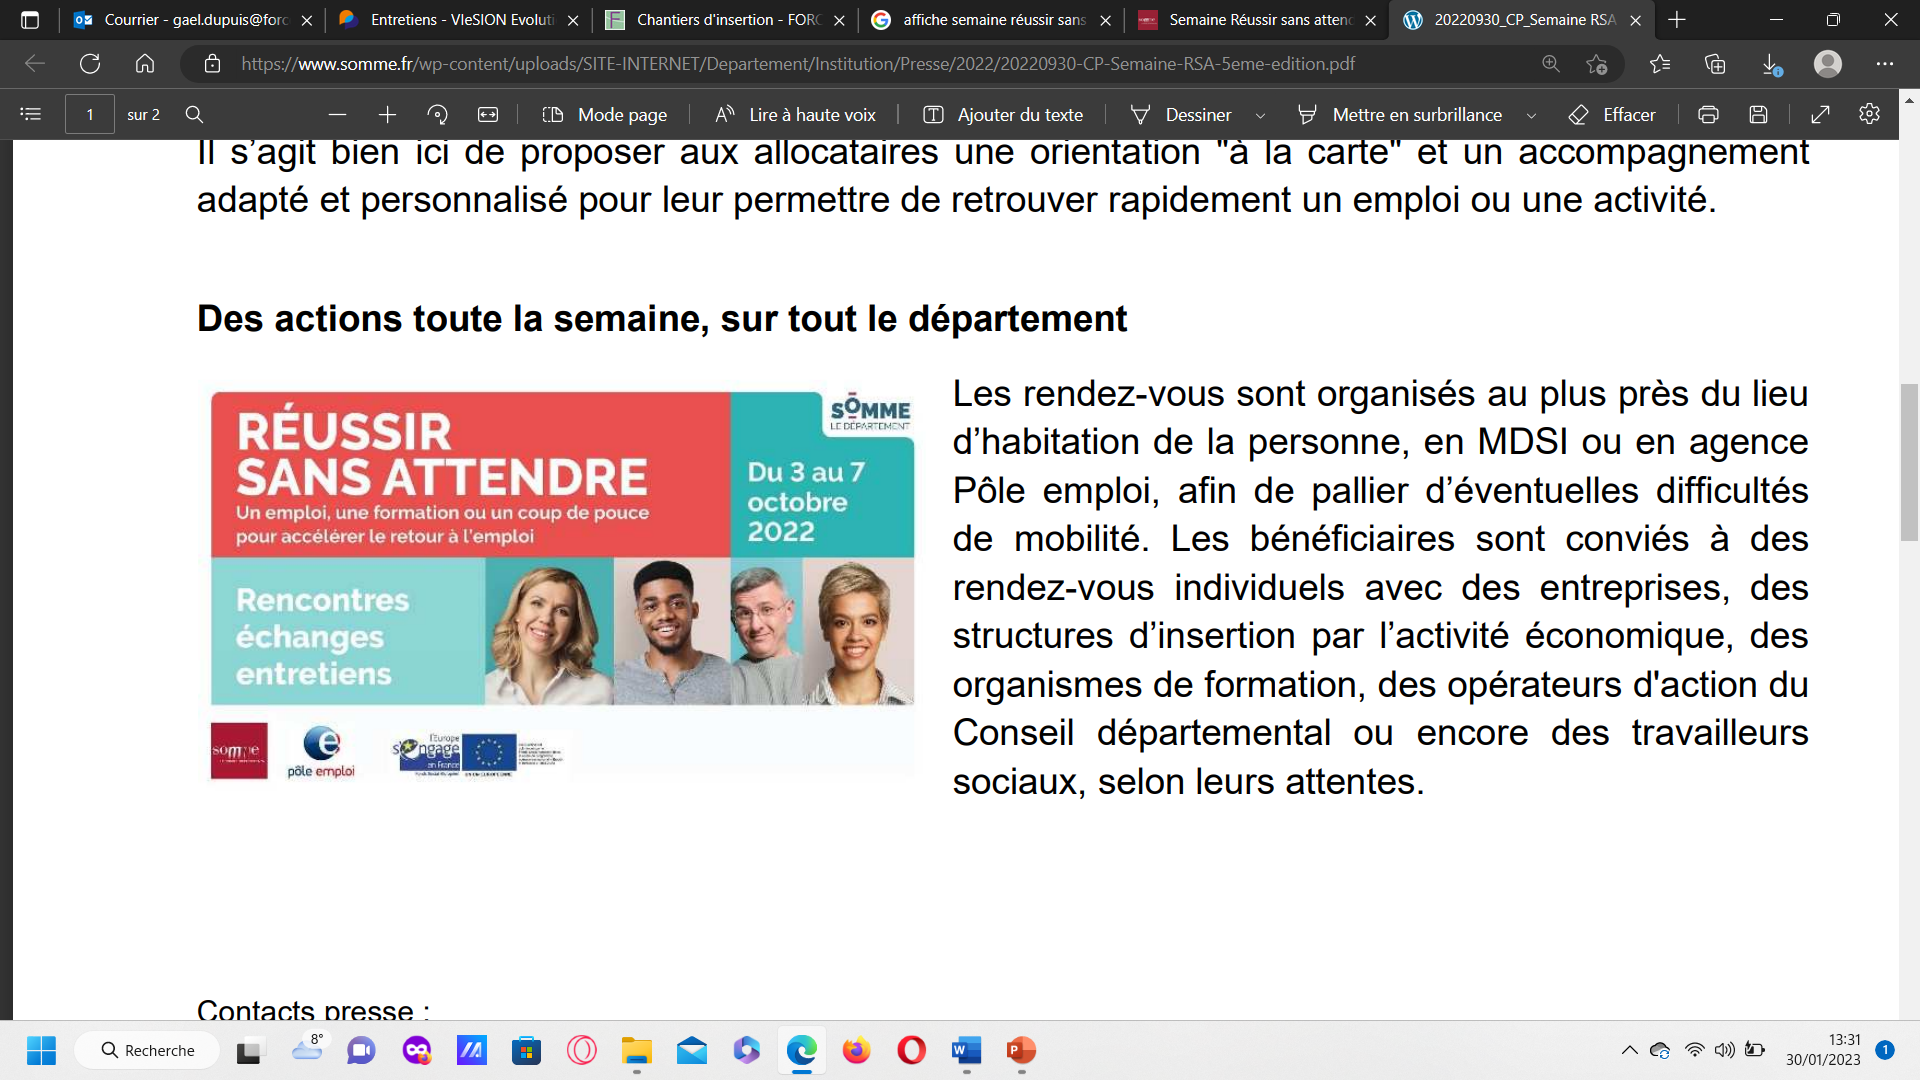 Courrier - gael.dupuis@forc
Entretiens - VIeSION Evoluti
Chantiers d'insertion - FORC
affiche semaine réussir sans
Semaine Réussir sans attenc
20220930_CP_Semaine RSA
https://www.somme.fr/wp-content/uploads/SITE-INTERNET/Departement/Institution/Presse/2022/20220930-CP-Semaine-RSA-5eme-edition.pdf
1 sur 2
Mode page
Lire à haute voix
Ajouter du texte
Dessiner
Mettre en surbrillance
Effacer
Il s'agit bien ici de proposer aux allocataires une orientation "à la carte" et un accompagnement
adapté et personnalisé pour leur permettre de retrouver rapidement un emploi ou une activité.
Des actions toute la semaine, sur tout le département
RÉUSSIR
SANS ATTENDRE
Un emploi, une formation ou un coup de pouce
pour accélérer le retour à l'emploi
SOMME
LE DÉPARTEMENT
Du 3 au 7
octobre
2022
Rencontres
échanges
entretiens
somme
pôle emploi
l'Europe
s'engage
en France
Les rendez-vous sont organisés au plus près du lieu
d'habitation de la personne, en MDSI ou en agence
Pôle emploi, afin de pallier d'éventuelles difficultés
de mobilité. Les bénéficiaires sont conviés à des
rendez-vous individuels avec des entreprises, des
structures d'insertion par l'activité économique, des
organismes de formation, des opérateurs d'action du
Conseil départemental ou encore des travailleurs
sociaux, selon leurs attentes.
Contacts presse :
Recherche
8°
13:31
30/01/2023
1